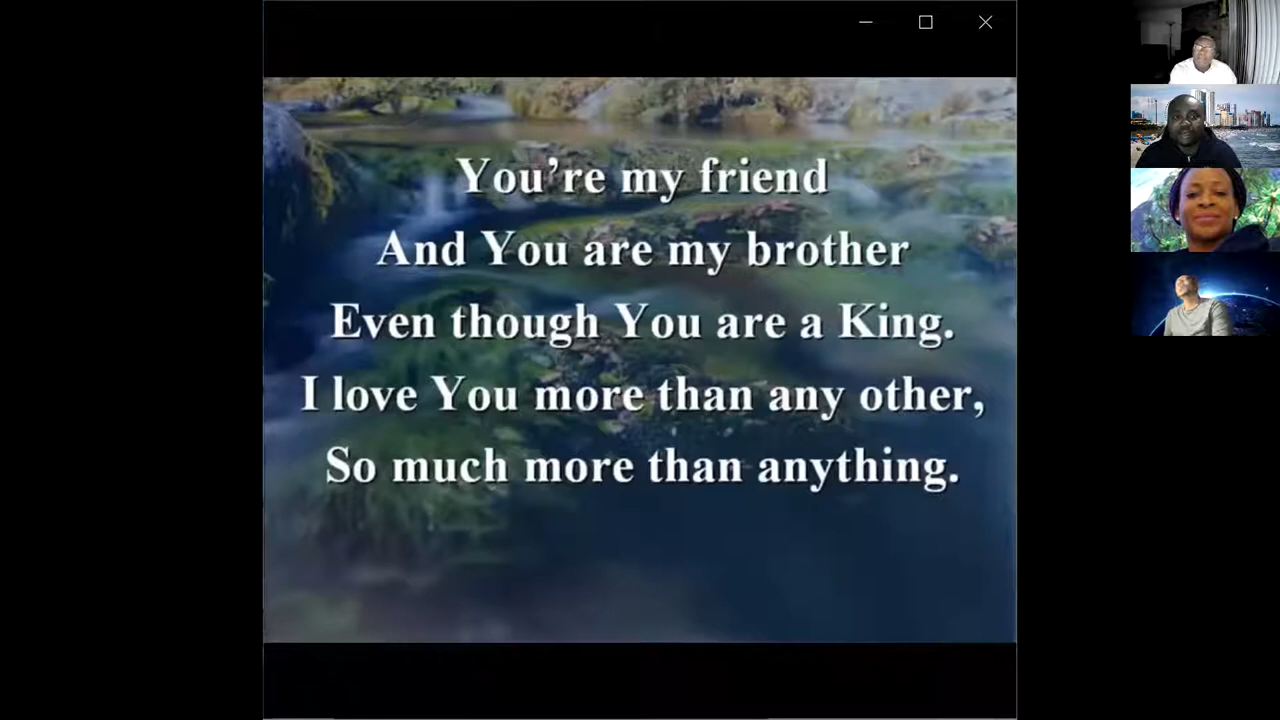 You're my friend
And You are my brother
Even though You are a King.
I love You more than any other,
So much more than anything.